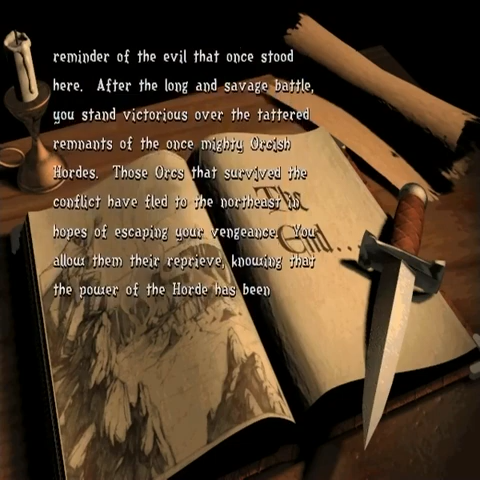 reminder of the evil that once stood
here. After the long and savage battle,
you stand victorious over the tattered
remnants of the once mighty Orcish
Hordes. Those Orcs that survived the
conflict have fled to the northeast in
hopes of escaping your vengeance. You
allow them their reprieve, knowing that
the power of the Horde has been
The
End...